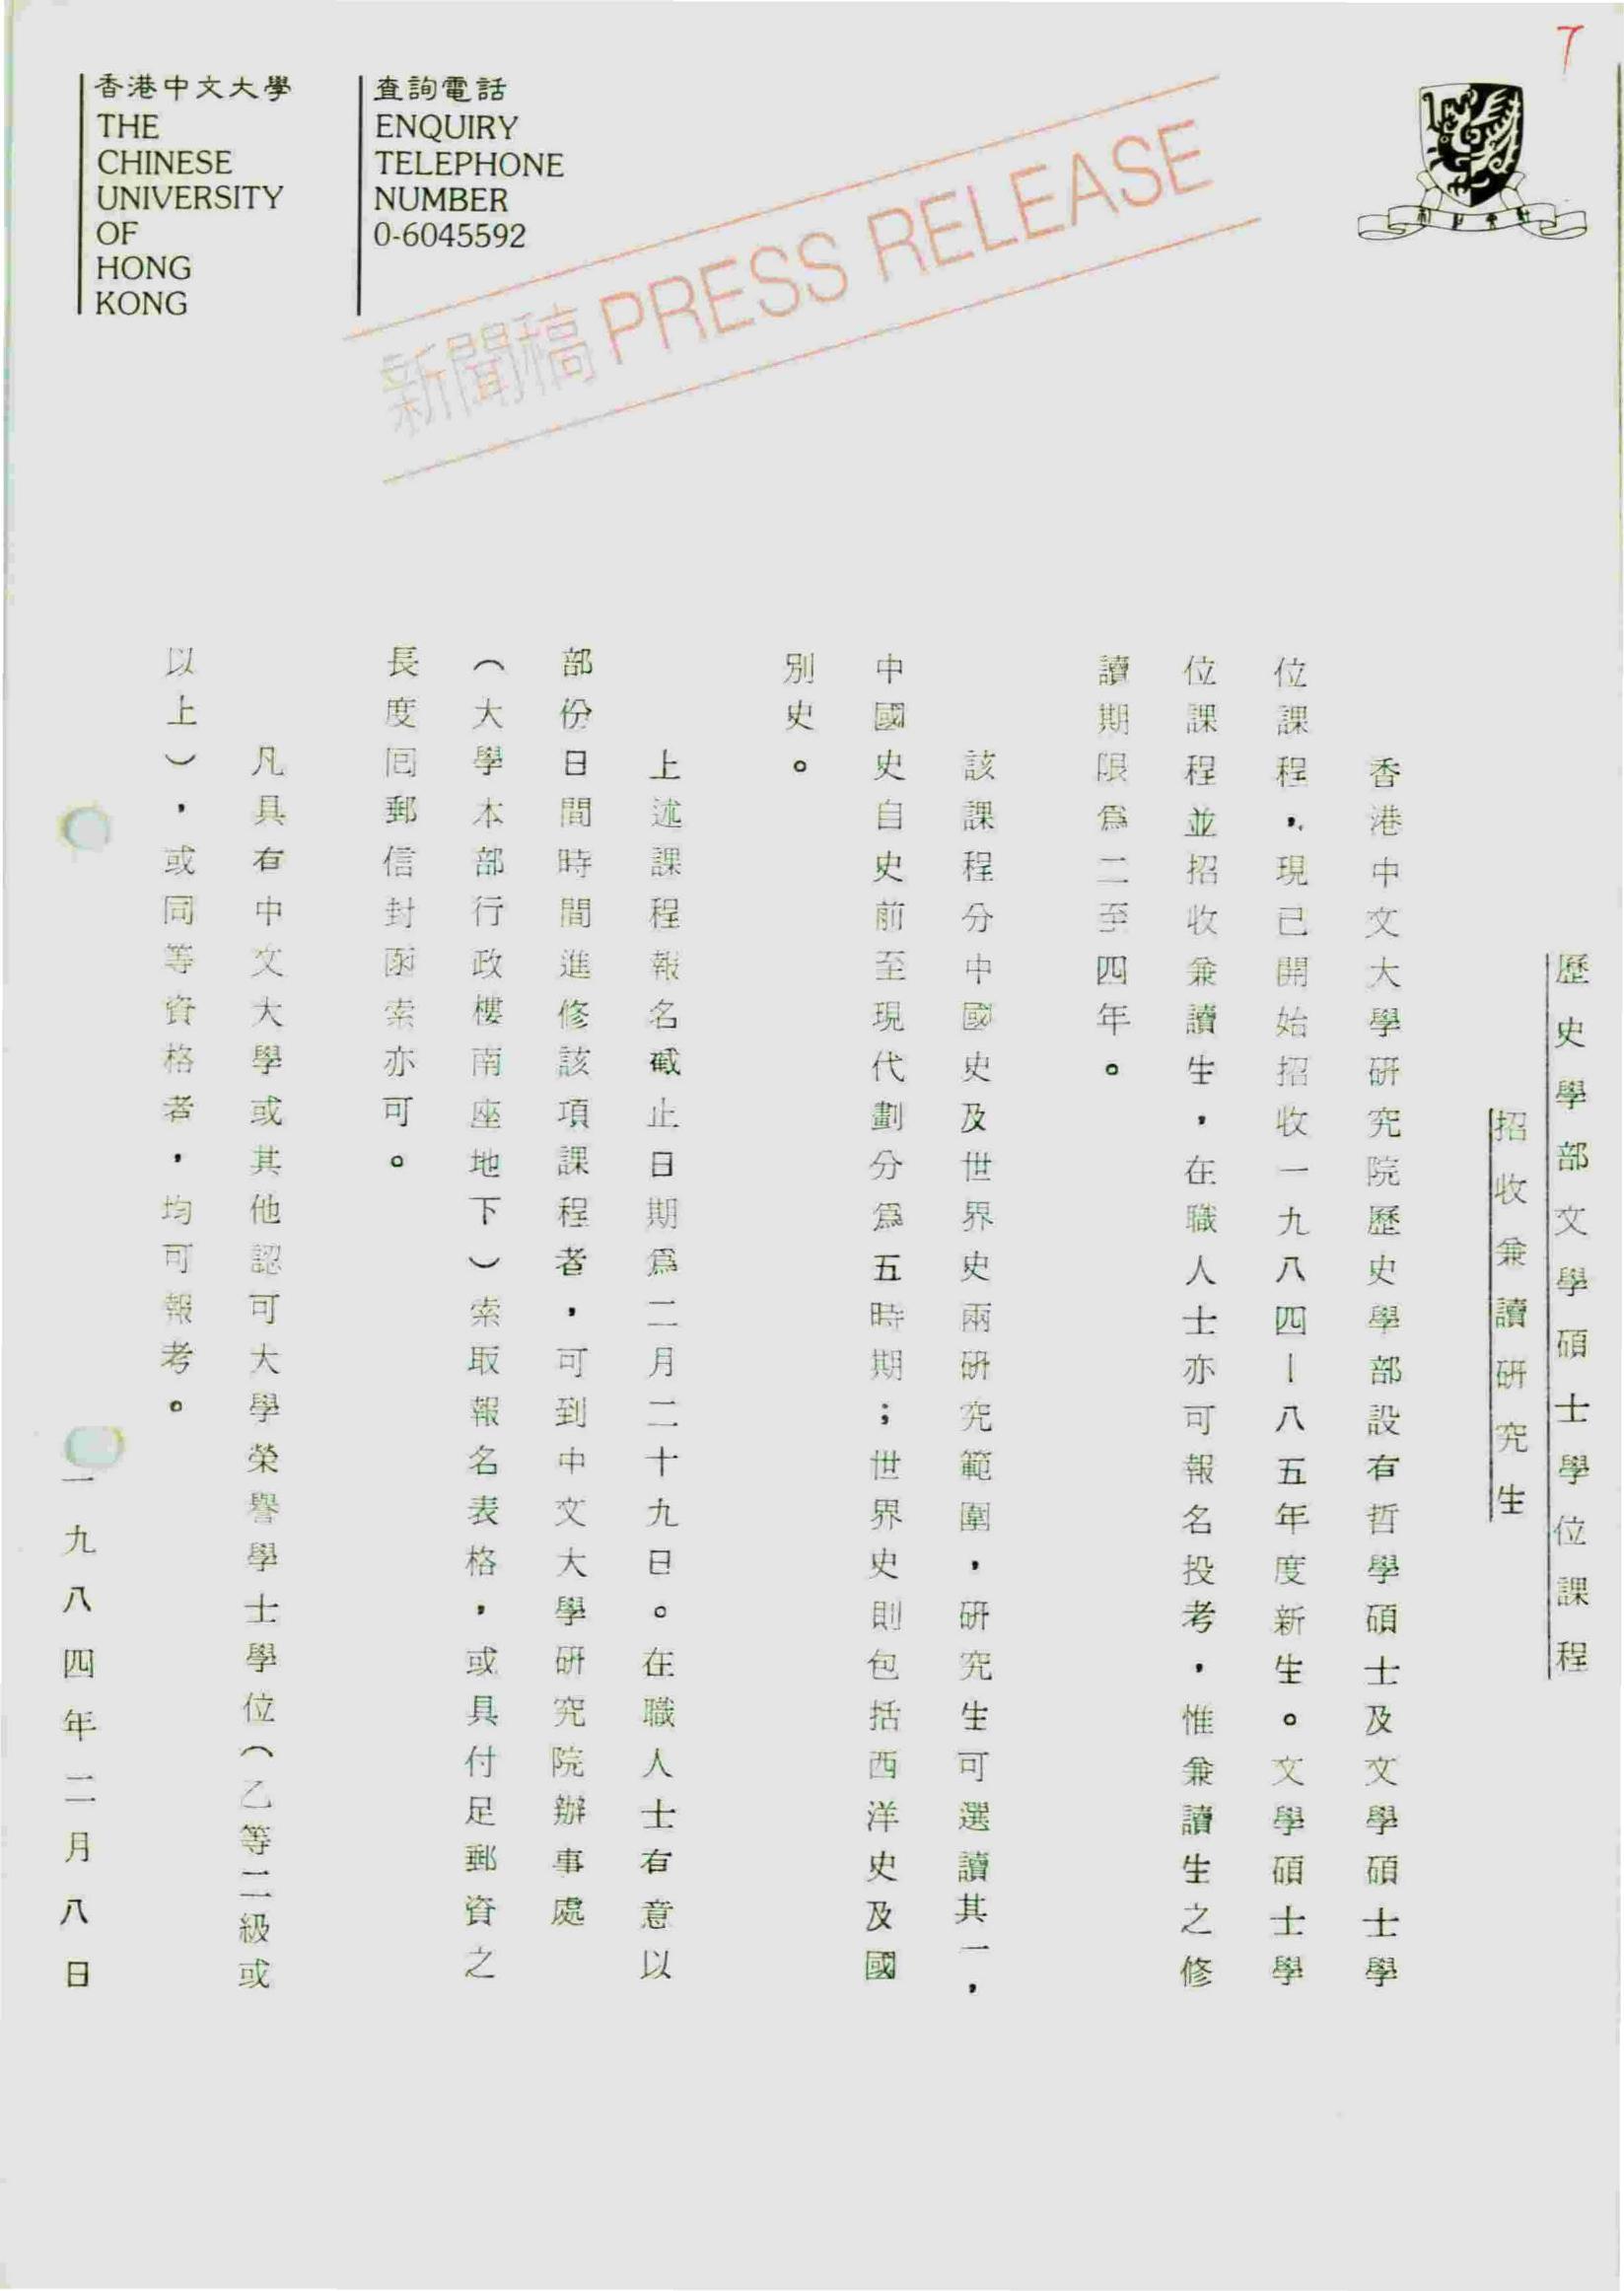 香港中文大學
THE
CHINESE
UNIVERSITY
OF
HONG
KONG
查詢電話
ENQUIRY
TELEPHONE
NUMBER
0-6045592
新聞稿 PRESS RELEASE
歷史學部文學碩士學位課程
招收兼讀研究生
香港中文大學研究院歷史學部設有哲學碩士及文學碩士學
位課程，現已開始招收一九八四–八五年度新生。文學碩士學
位課程並招收兼讀生，在職人士亦可報名投考，惟兼讀生之修
讀期限為二至四年。
該課程分中國史及世界史兩研究範圍，研究生可選讀其一，
中國史自史前至現代劃分為五時期；世界史則包括西洋史及國
別史。
上述課程報名截止日期為二月二十九日。在職人士有意以
部份日間時間進修該項課程者，可到中文大學研究院辦事處
（大學本部行政樓南座地下）索取報名表格，或具付足郵資之
長度回郵信封函索亦可。
凡具有中文大學或其他認可大學榮譽學士學位（乙等二級或
以上），或同等資格者，均可報考。
一九八四年二月八日